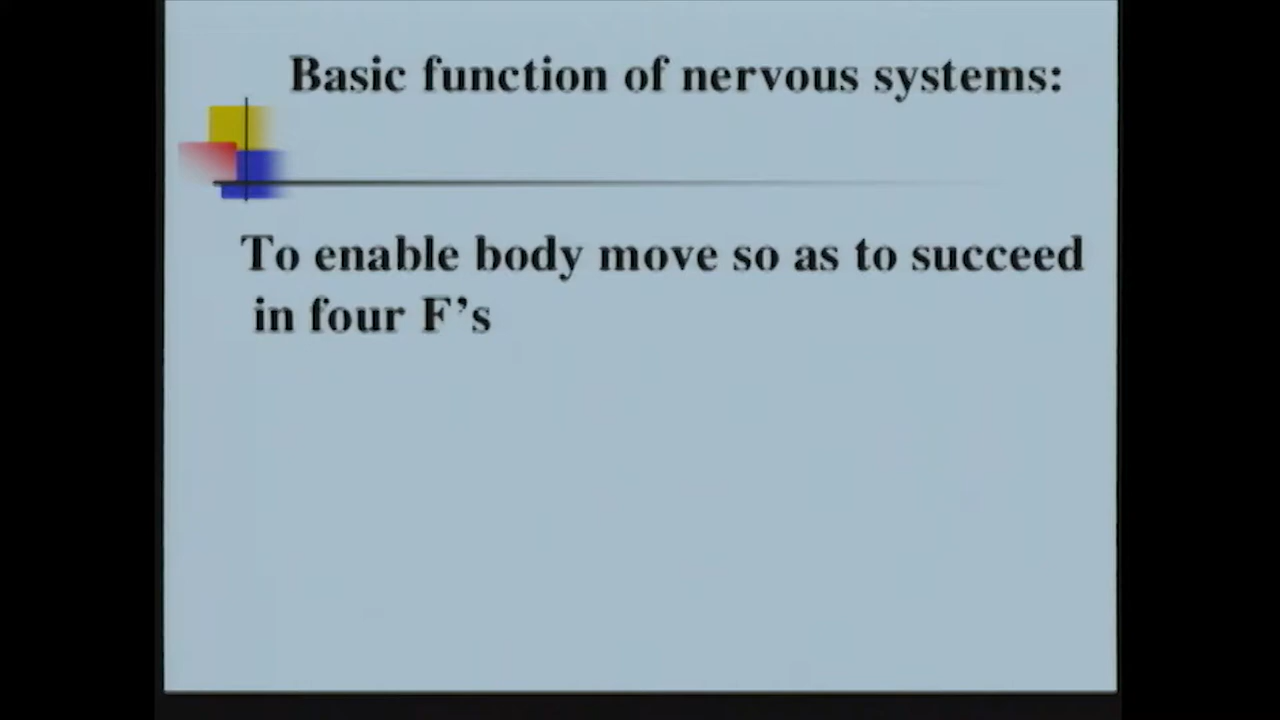 Basic function of nervous systems:
To enable body move so as to succeed
in four F’s